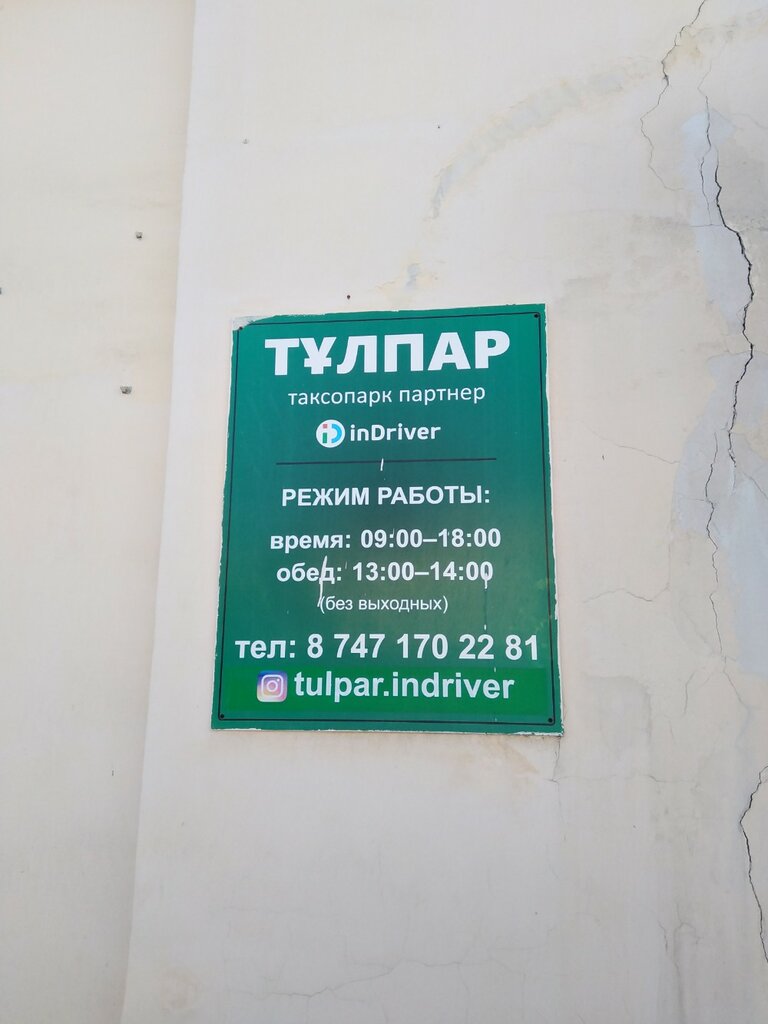 ТҰЛПАР
таксопарк партнер
iD inDriver
РЕЖИМ РАБОТЫ:
время: 09:00–18:00
обед: 13:00–14:00
(без выходных)
тел: 8 747 170 22 81
tulpar.indriver